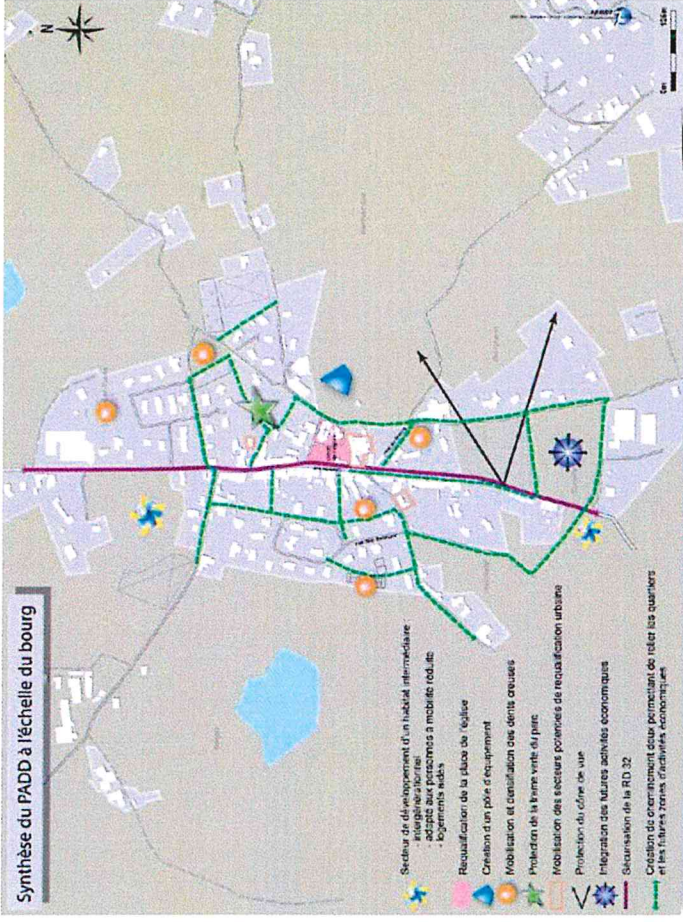 Synthèse du PADD à l'échelle du bourg
N
Secteur de développement d'un habitat intermédiaire
- intergénérationnel
- adapté aux personnes à mobilité réduite
- logements aidés
Requalification de la place de l'église
Création d'un pôle d'équipement
Mobilisation et densification des dents creuses
Protection de la trame verte du parc
Mobilisation des secteurs potentiels de requalification urbaine
Protection du cône de vue
Intégration des futures activités économiques
Sécurisation de la RD 32
Création de cheminement doux permettant de relier les quartiers
et les futures zones d'activités économiques
0m
125m